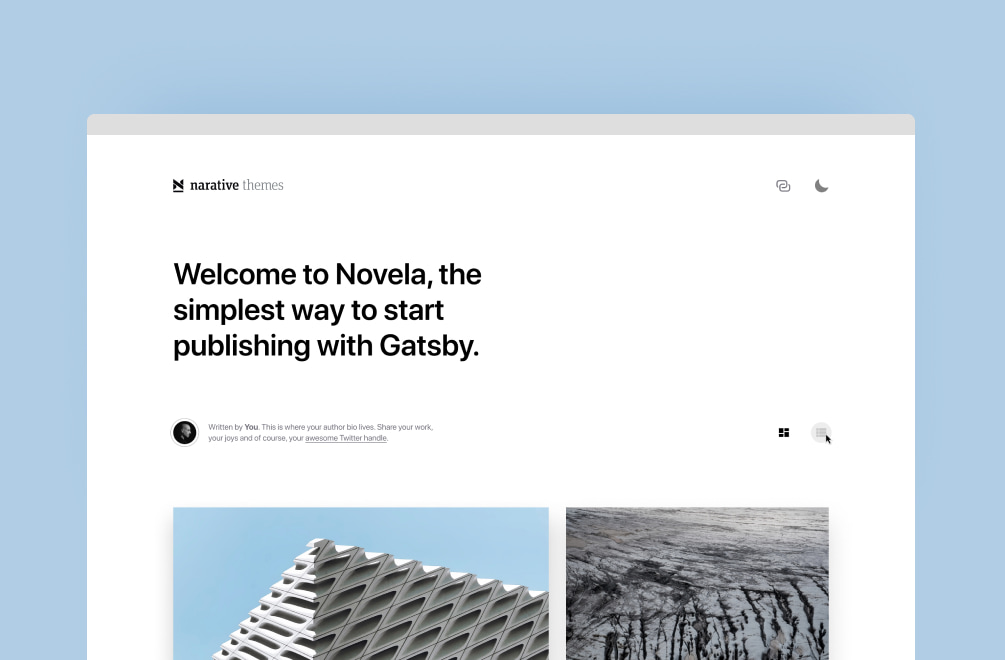 narative themes
Welcome to Novela, the
simplest way to start
publishing with Gatsby.
Written by You. This is where your author bio lives. Share your work,
your joys and of course, your awesome Twitter handle.